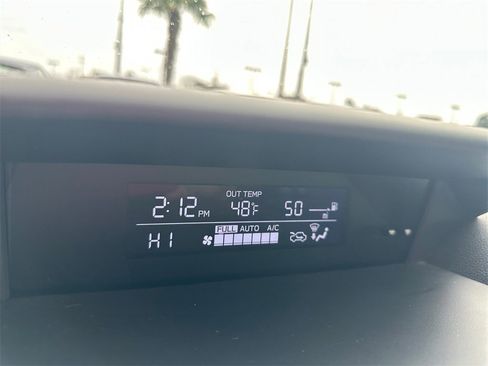 OUT TEMP
2:12 PM 48°F 50
FULL AUTO A/C
HI